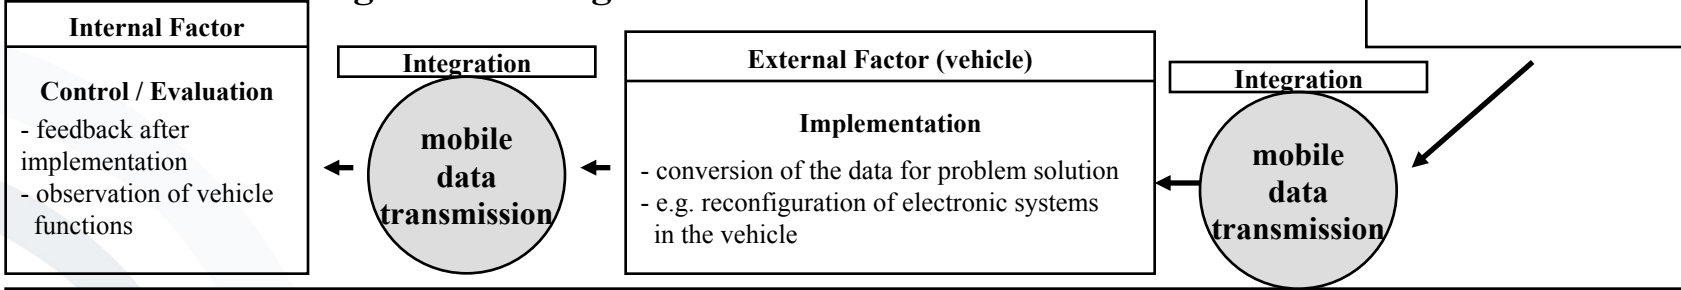 Internal Factor
Control / Evaluation
- feedback after
implementation
- observation of vehicle
functions
Integration
mobile
data
transmission
External Factor (vehicle)
Implementation
- conversion of the data for problem solution
- e.g. reconfiguration of electronic systems
in the vehicle
Integration
mobile
data
transmission